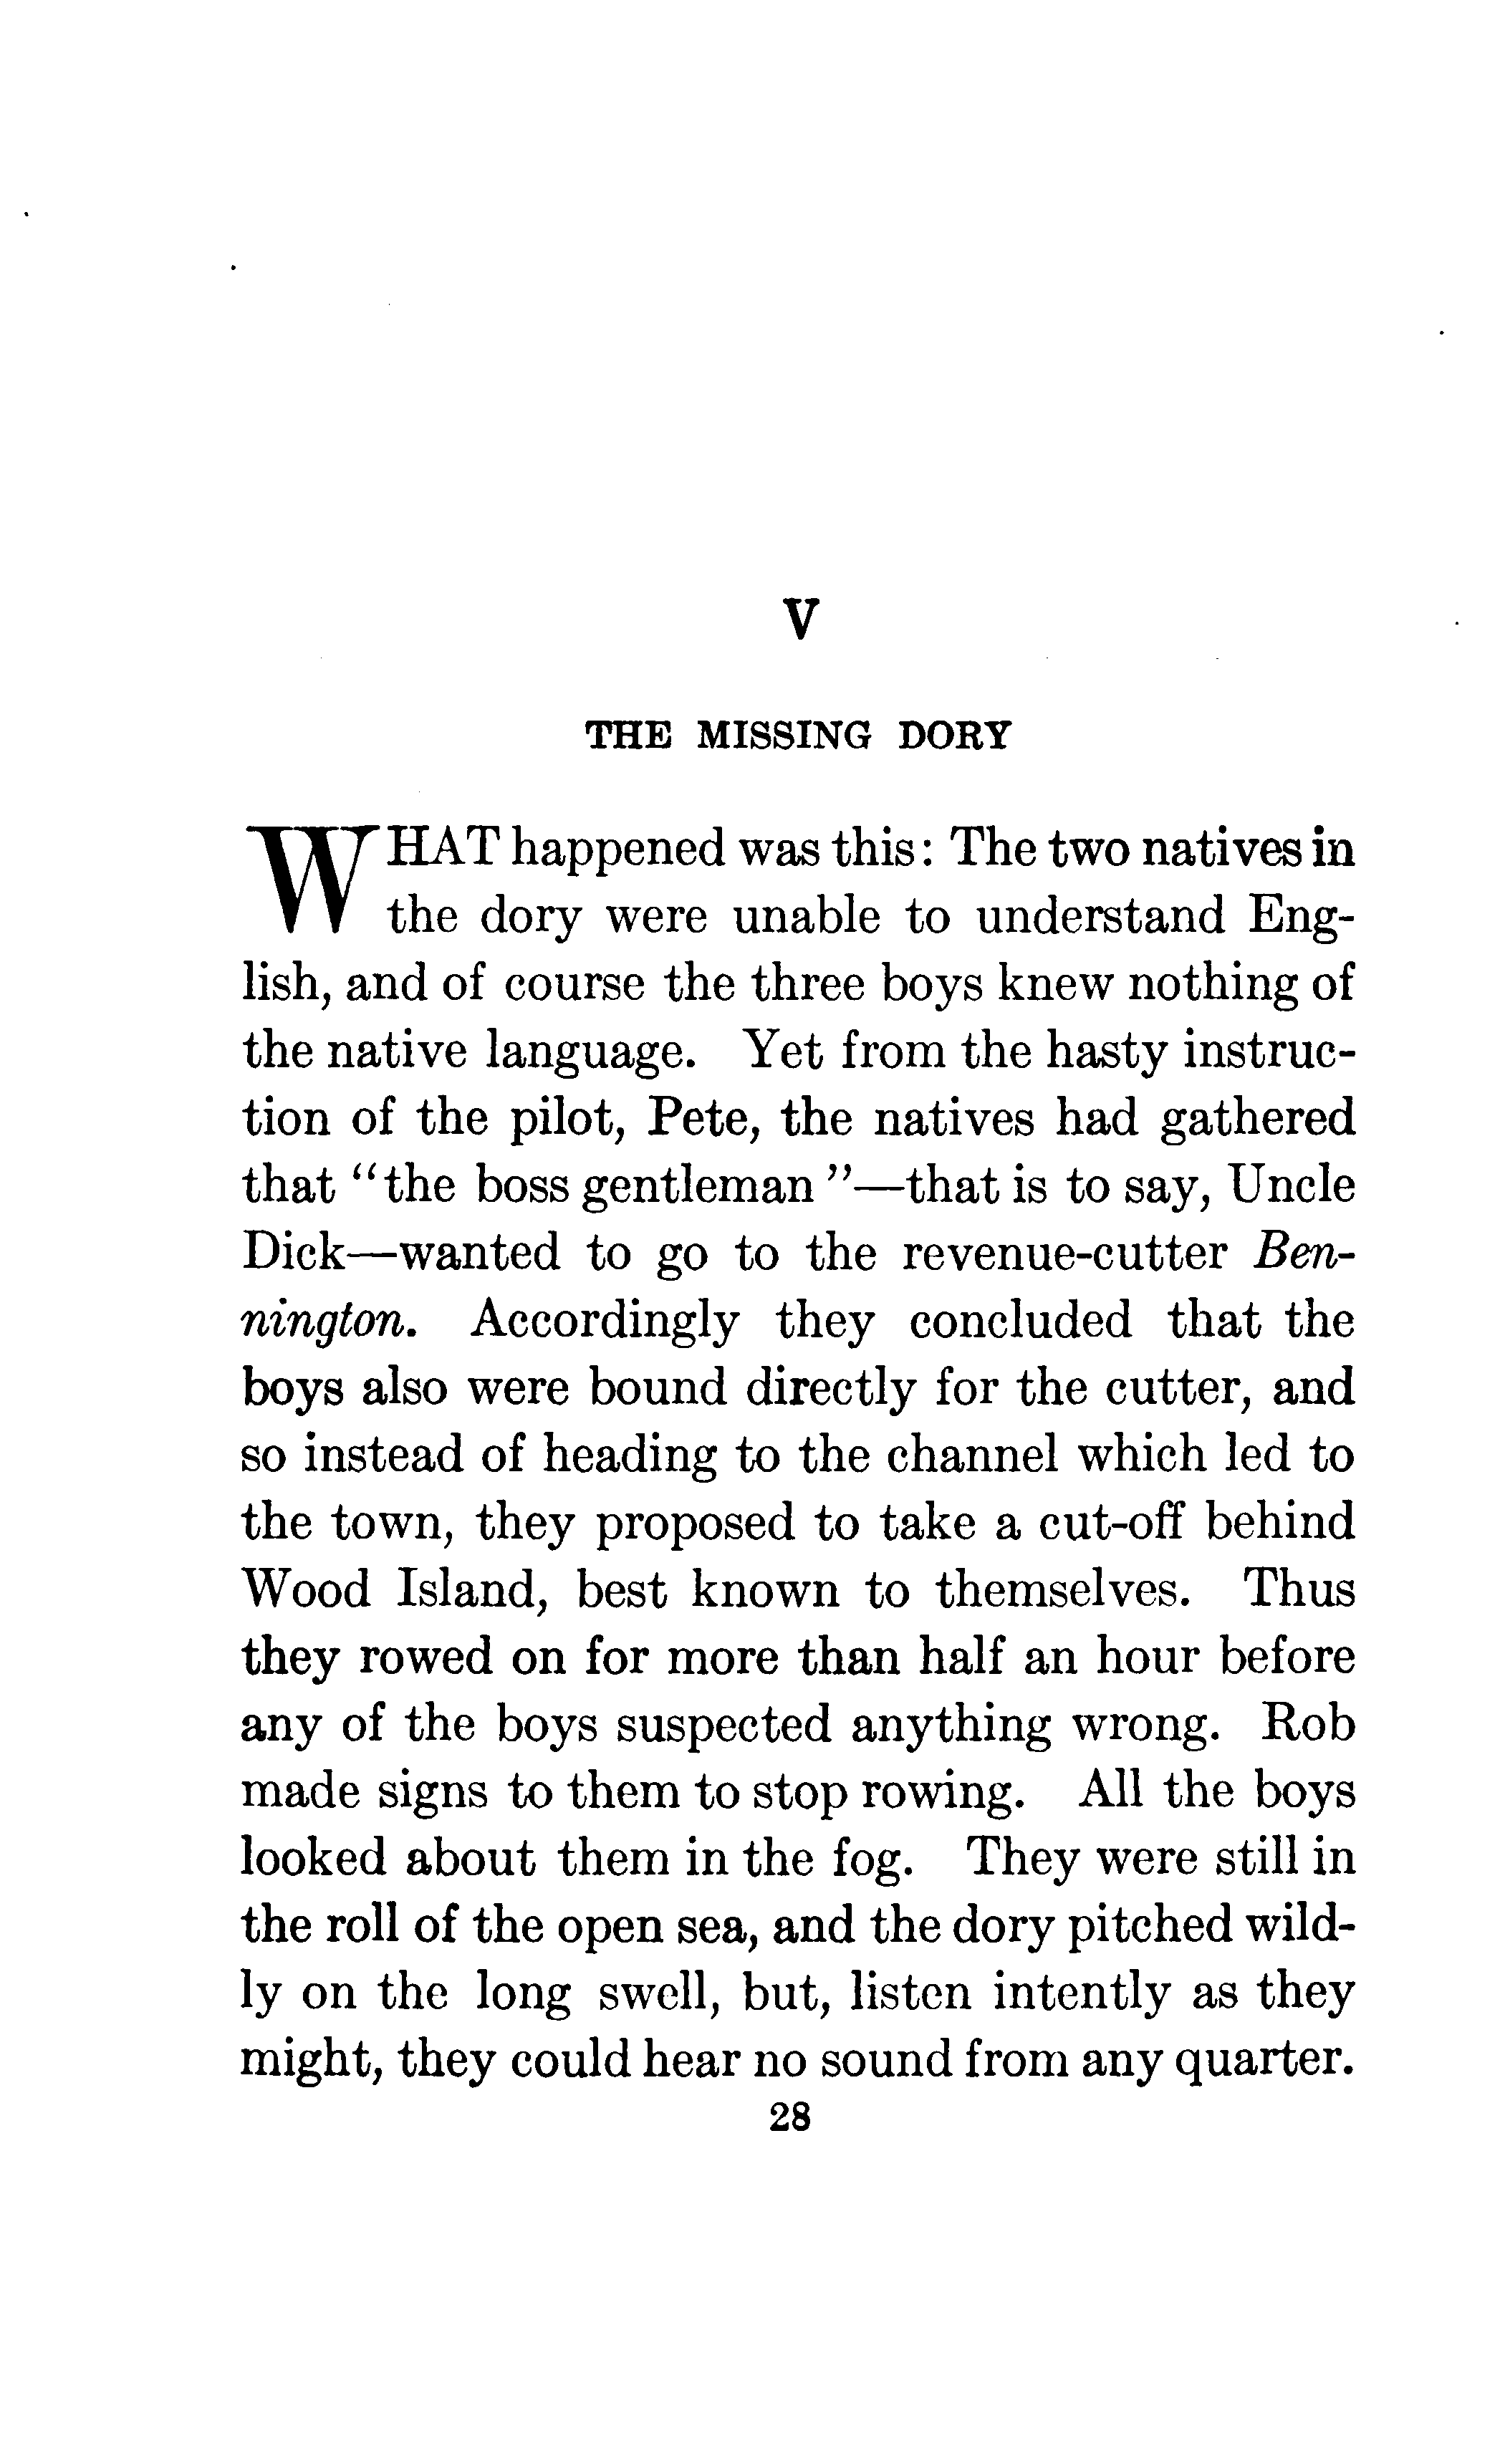 V
THE MISSING DORY
WHAT happened was this: The two natives in
the dory were unable to understand Eng-
lish, and of course the three boys knew nothing of
the native language. Yet from the hasty instruc-
tion of the pilot, Pete, the natives had gathered
that "the boss gentleman"—that is to say, Uncle
Dick—wanted to go to the revenue-cutter Ben-
nington. Accordingly they concluded that the
boys also were bound directly for the cutter, and
so instead of heading to the channel which led to
the town, they proposed to take a cut-off behind
Wood Island, best known to themselves. Thus
they rowed on for more than half an hour before
any of the boys suspected anything wrong. Rob
made signs to them to stop rowing. All the boys
looked about them in the fog. They were still in
the roll of the open sea, and the dory pitched wild-
ly on the long swell, but, listen intently as they
might, they could hear no sound from any quarter.
28